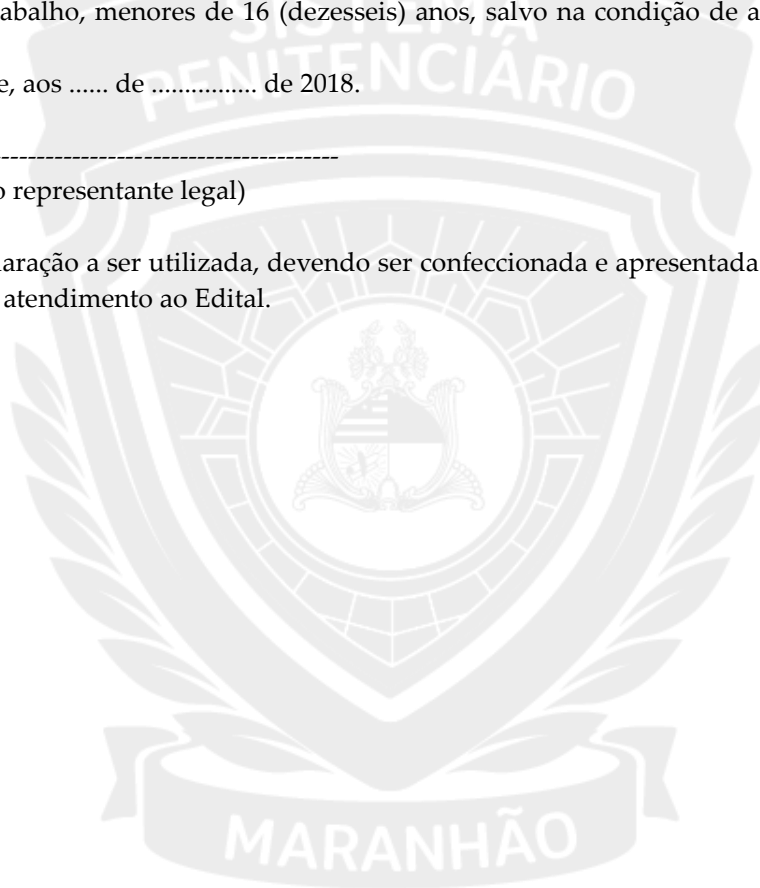 abalho, menores de 16 (dezesseis) anos, salvo na condição de a
SISTEMA
PENITENCIÁRIO
e, aos ...... de ............... de 2018.
---------------------------------------
o representante legal)
laração a ser utilizada, devendo ser confeccionada e apresentada
atendimento ao Edital.
MARANHÃO